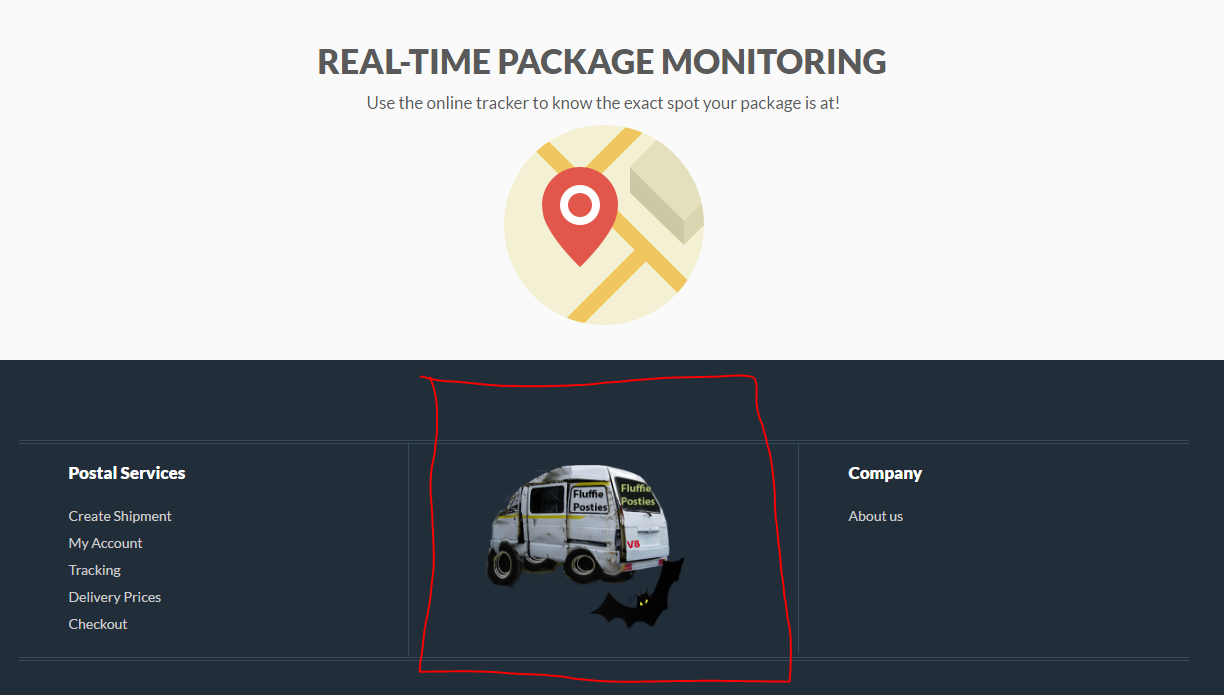 REAL-TIME PACKAGE MONITORING
Use the online tracker to know the exact spot your package is at!
Postal Services
Create Shipment
My Account
Tracking
Delivery Prices
Checkout
Fluffie
Posties
Fluffie
Posties
V8
Company
About us